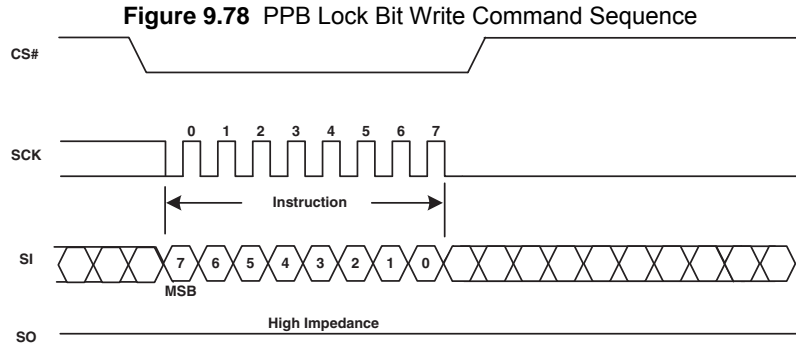 Figure 9.78 PPB Lock Bit Write Command Sequence
CS#
0 1 2 3 4 5 6 7
SCK
Instruction
SI 7 6 5 4 3 2 1 0
MSB
High Impedance
SO